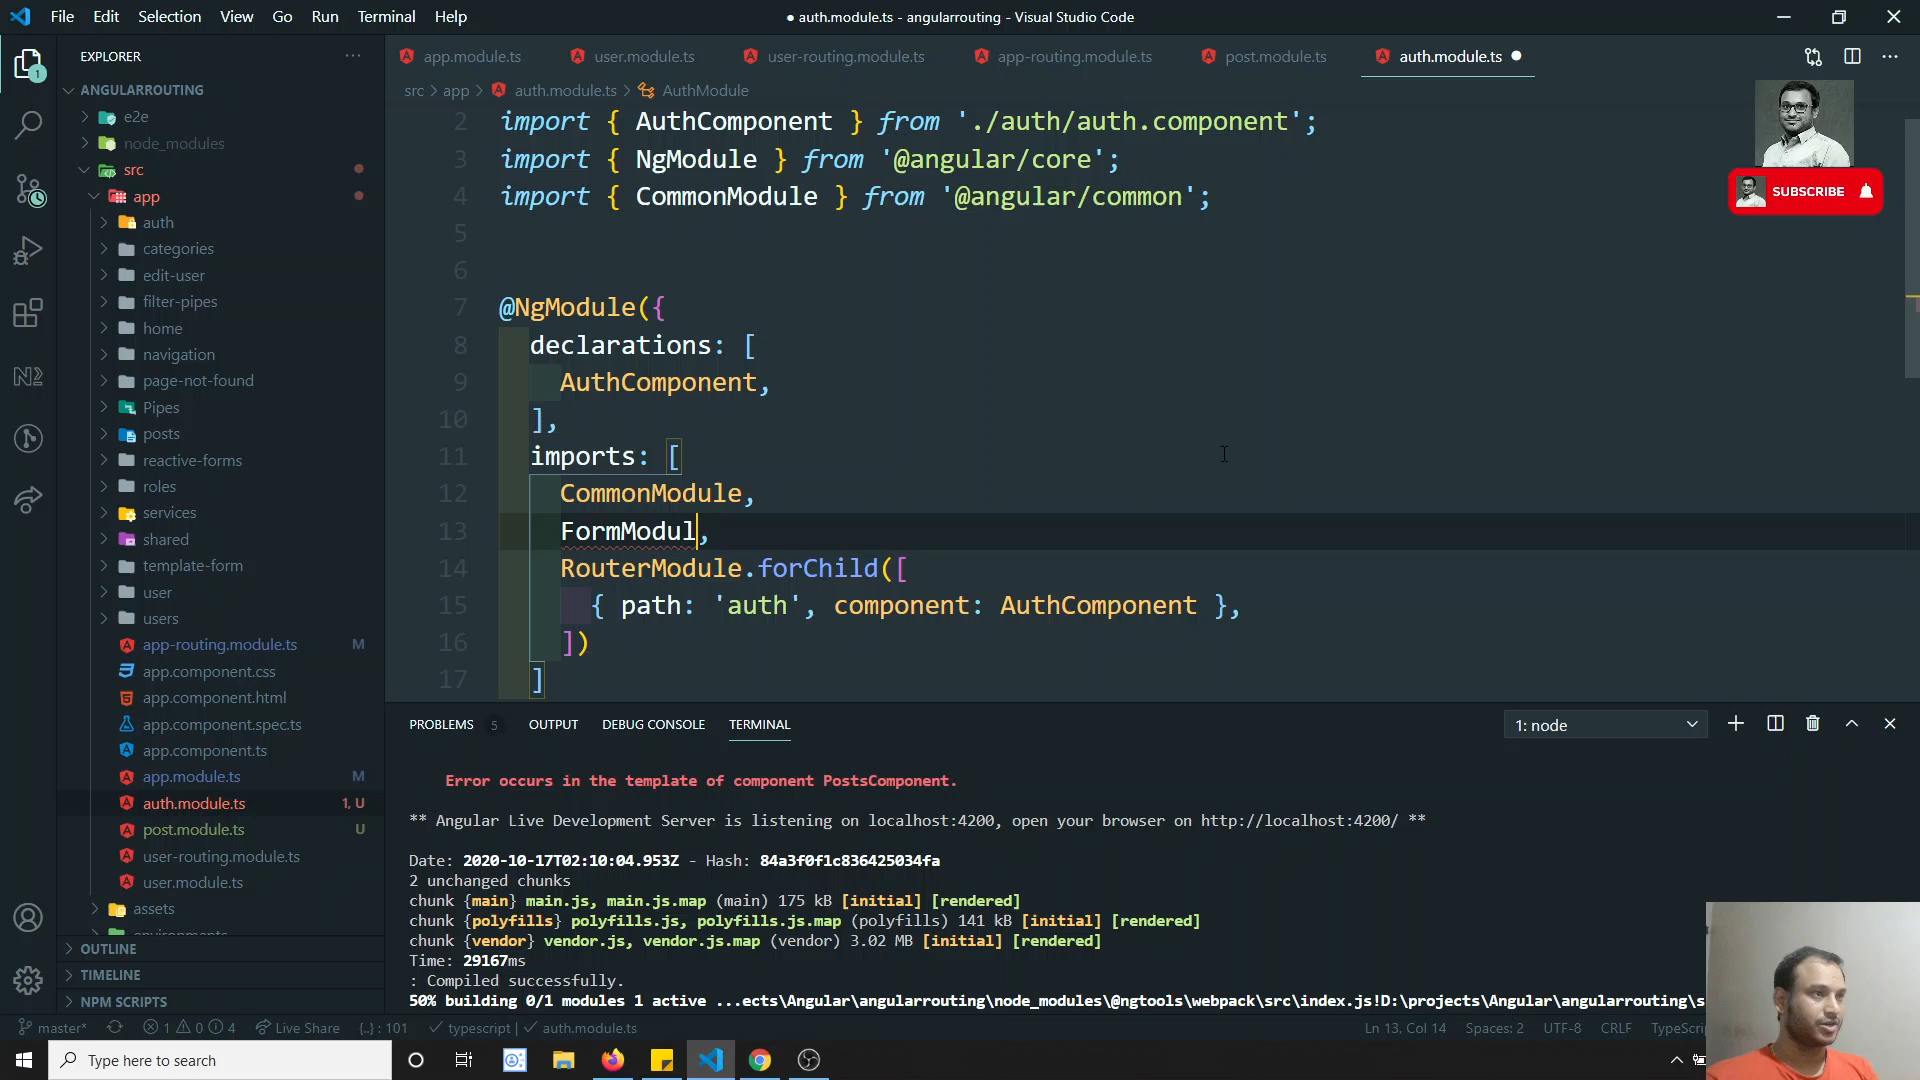 File Edit Selection View Go Run Terminal Help
● auth.module.ts - angularrouting - Visual Studio Code
EXPLORER
app.module.ts
user.module.ts
user-routing.module.ts
app-routing.module.ts
post.module.ts
auth.module.ts
src > app > auth.module.ts > AuthModule
ANGULARROUTING
e2e
node_modules
src
app
auth
categories
edit-user
filter-pipes
home
navigation
page-not-found
Pipes
posts
reactive-forms
roles
services
shared
template-form
user
users
app-routing.module.ts M
app.component.css
app.component.html
app.component.spec.ts
app.component.ts
app.module.ts M
auth.module.ts 1, U
post.module.ts U
user-routing.module.ts
user.module.ts
assets
OUTLINE
TIMELINE
NPM SCRIPTS
2 import { AuthComponent } from './auth/auth.component';
3 import { NgModule } from '@angular/core';
4 import { CommonModule } from '@angular/common';
5
6
7 @NgModule({
8 declarations: [
9 AuthComponent,
10 ],
11 imports: [
12 CommonModule,
13 FormModul,
14 RouterModule.forChild([
15 { path: 'auth', component: AuthComponent },
16 ])
17 ]
SUBSCRIBE
PROBLEMS 5 OUTPUT DEBUG CONSOLE TERMINAL
1: node
Error occurs in the template of component PostsComponent.
** Angular Live Development Server is listening on localhost:4200, open your browser on http://localhost:4200/ **
Date: 2020-10-17T02:10:04.953Z - Hash: 84a3f0f1c836425034fa
2 unchanged chunks
chunk {main} main.js, main.js.map (main) 175 kB [initial] [rendered]
chunk {polyfills} polyfills.js, polyfills.js.map (polyfills) 141 kB [initial] [rendered]
chunk {vendor} vendor.js, vendor.js.map (vendor) 3.02 MB [initial] [rendered]
Time: 29167ms
: Compiled successfully.
50% building 0/1 modules 1 active ...ects\Angular\angularrouting\node_modules\@ngtools\webpack\src\index.js!D:\projects\Angular\angularrouting\s
master* 1 0 4 Live Share {..} : 101 typescript | auth.module.ts
Ln 13, Col 14 Spaces: 2 UTF-8 CRLF TypeScri
Type here to search